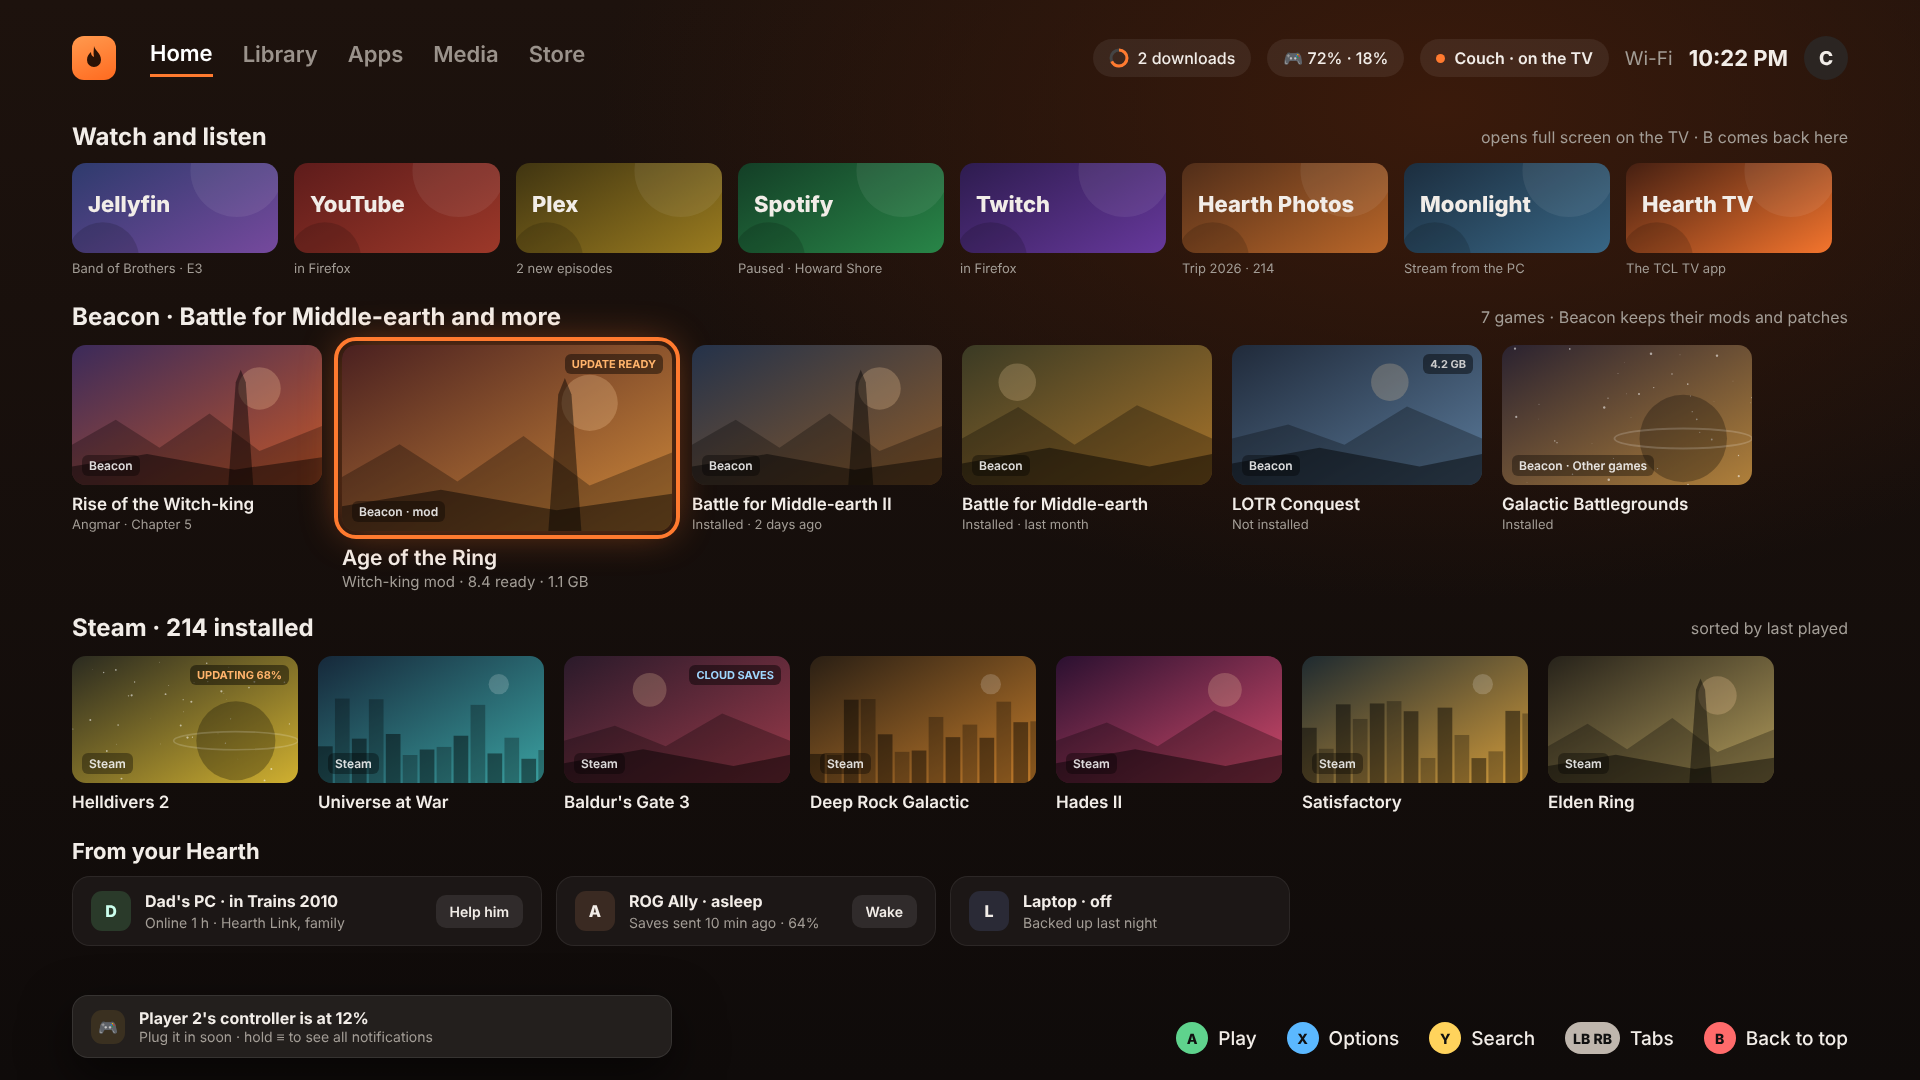 Home Library Apps Media Store
2 downloads
🎮 72% · 18%
Couch · on the TV
Wi-Fi
10:22 PM
C
Watch and listen
opens full screen on the TV · B comes back here
Jellyfin
YouTube
Plex
Spotify
Twitch
Hearth Photos
Moonlight
Hearth TV
Band of Brothers · E3
in Firefox
2 new episodes
Paused · Howard Shore
in Firefox
Trip 2026 · 214
Stream from the PC
The TCL TV app
Beacon · Battle for Middle-earth and more
7 games · Beacon keeps their mods and patches
Beacon
Rise of the Witch-king
Angmar · Chapter 5
UPDATE READY
Beacon · mod
Age of the Ring
Witch-king mod · 8.4 ready · 1.1 GB
Beacon
Battle for Middle-earth II
Installed · 2 days ago
Beacon
Battle for Middle-earth
Installed · last month
4.2 GB
Beacon
LOTR Conquest
Not installed
Beacon · Other games
Galactic Battlegrounds
Installed
Steam · 214 installed
sorted by last played
UPDATING 68%
Steam
Helldivers 2
Steam
Universe at War
CLOUD SAVES
Steam
Baldur's Gate 3
Steam
Deep Rock Galactic
Steam
Hades II
Steam
Satisfactory
Steam
Elden Ring
From your Hearth
D
Dad's PC · in Trains 2010
Online 1 h · Hearth Link, family
Help him
A
ROG Ally · asleep
Saves sent 10 min ago · 64%
Wake
L
Laptop · off
Backed up last night
Player 2's controller is at 12%
Plug it in soon · hold ≡ to see all notifications
A Play
X Options
Y Search
LB RB Tabs
B Back to top